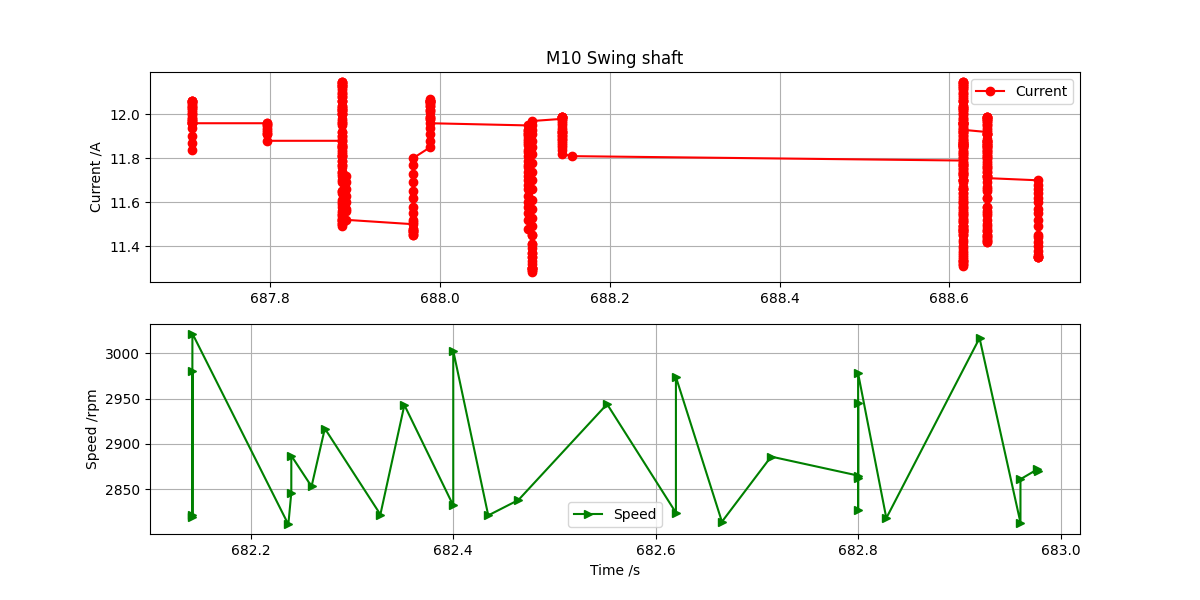 M10 Swing shaft
Current /A
12.0
11.8
11.6
11.4
Current
687.8 688.0 688.2 688.4 688.6
Speed /rpm
3000
2950
2900
2850
Speed
682.2 682.4 682.6 682.8 683.0
Time /s